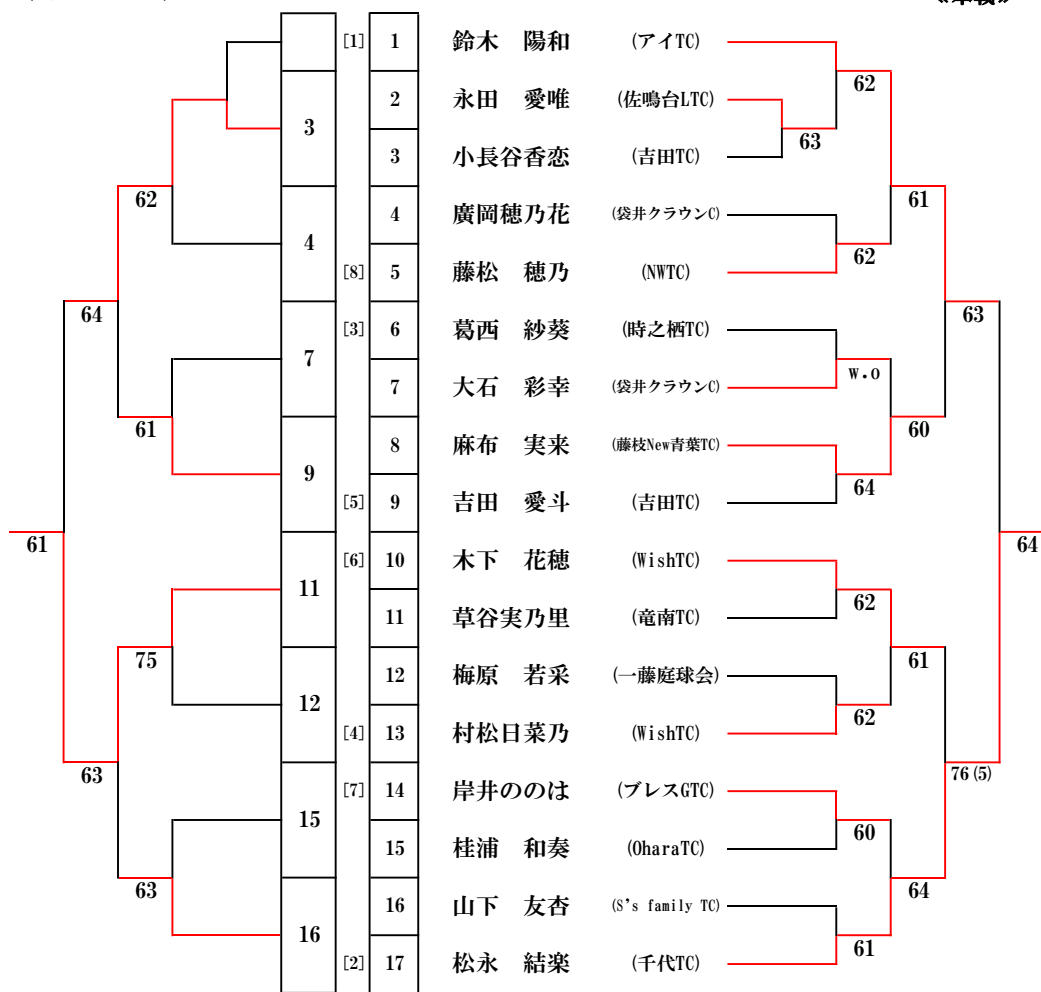 [1] 1 鈴木 陽和 (アイTC)
62
2 永田 愛唯 (佐鳴台LTC)
3
63
3 小長谷香恋 (吉田TC)
62 61
4 廣岡穂乃花 (袋井クラウンC)
4
62
[8] 5 藤松 穂乃 (NWTC)
64 63
[3] 6 葛西 紗葵 (時之栖TC)
7
w.o
7 大石 彩幸 (袋井クラウンC)
61 60
8 麻布 実来 (藤枝New青葉TC)
9
64
[5] 9 吉田 愛斗 (吉田TC)
61 64
[6] 10 木下 花穂 (WishTC)
11
62
11 草谷実乃里 (竜南TC)
75 61
12 梅原 若采 (一藤庭球会)
12
62
[4] 13 村松日菜乃 (WishTC)
63 76(5)
[7] 14 岸井ののは (ブレスGTC)
15
60
15 桂浦 和奏 (OharaTC)
63 64
16 山下 友杏 (S's family TC)
16
61
[2] 17 松永 結楽 (千代TC)